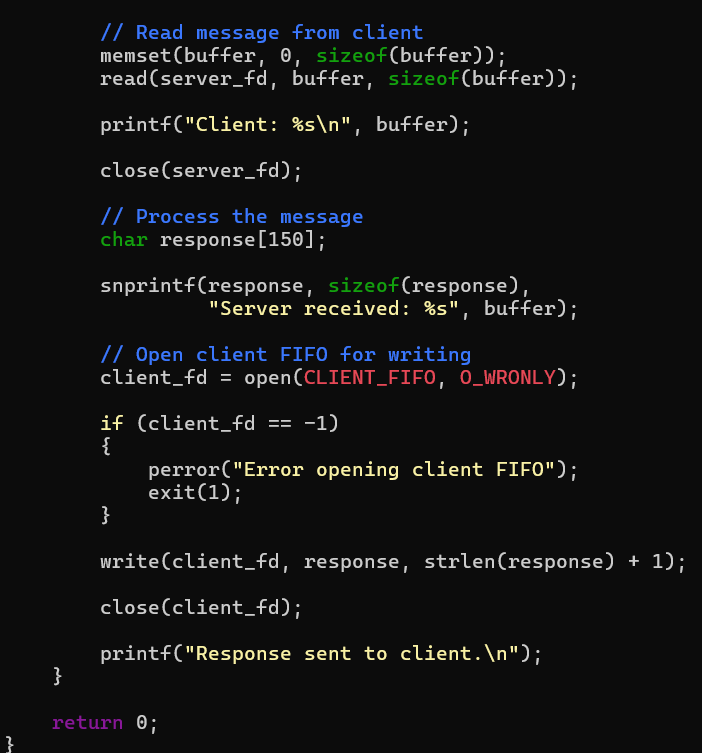 // Read message from client
memset(buffer, 0, sizeof(buffer));
read(server_fd, buffer, sizeof(buffer));
printf("Client: %s\n", buffer);
close(server_fd);
// Process the message
char response[150];
snprintf(response, sizeof(response),
"Server received: %s", buffer);
// Open client FIFO for writing
client_fd = open(CLIENT_FIFO, O_WRONLY);
if (client_fd == -1)
{
perror("Error opening client FIFO");
exit(1);
}
write(client_fd, response, strlen(response) + 1);
close(client_fd);
printf("Response sent to client.\n");
}
return 0;
}